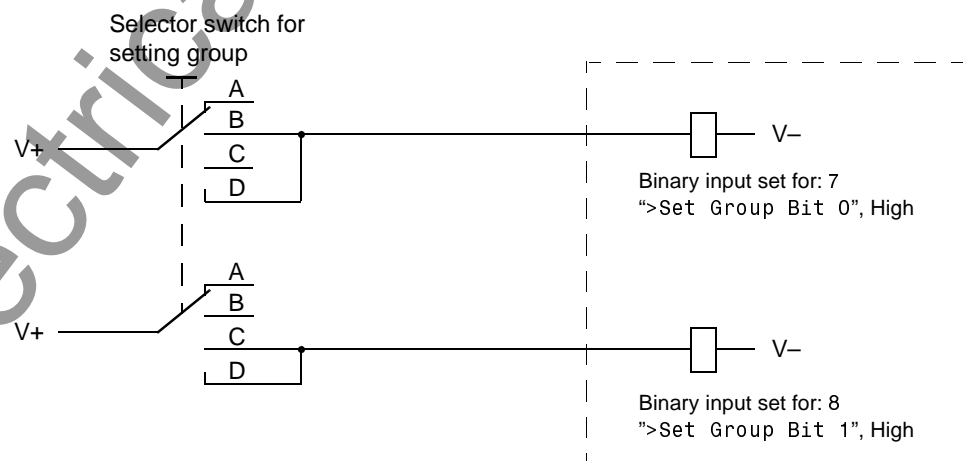 Selector switch for
setting group
A
B
C
D
V+
V–
Binary input set for: 7
“>Set Group Bit 0”, High
A
B
C
D
V+
V–
Binary input set for: 8
”>Set Group Bit 1”, High